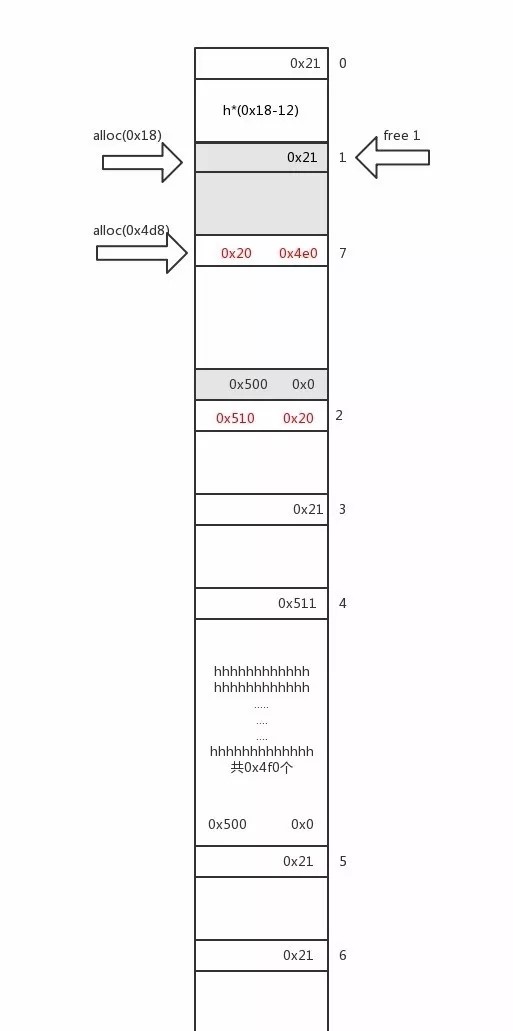 0x21 0
h*(0x18-12)
alloc(0x18)
free 1
0x21 1
alloc(0x4d8)
0x20 0x4e0 7
0x500 0x0
0x510 0x20 2
0x21 3
0x511 4
hhhhhhhhhhhh
hhhhhhhhhhhh
.....
....
....
hhhhhhhhhhhhh
共0x4f0个
0x500 0x0
0x21 5
0x21 6